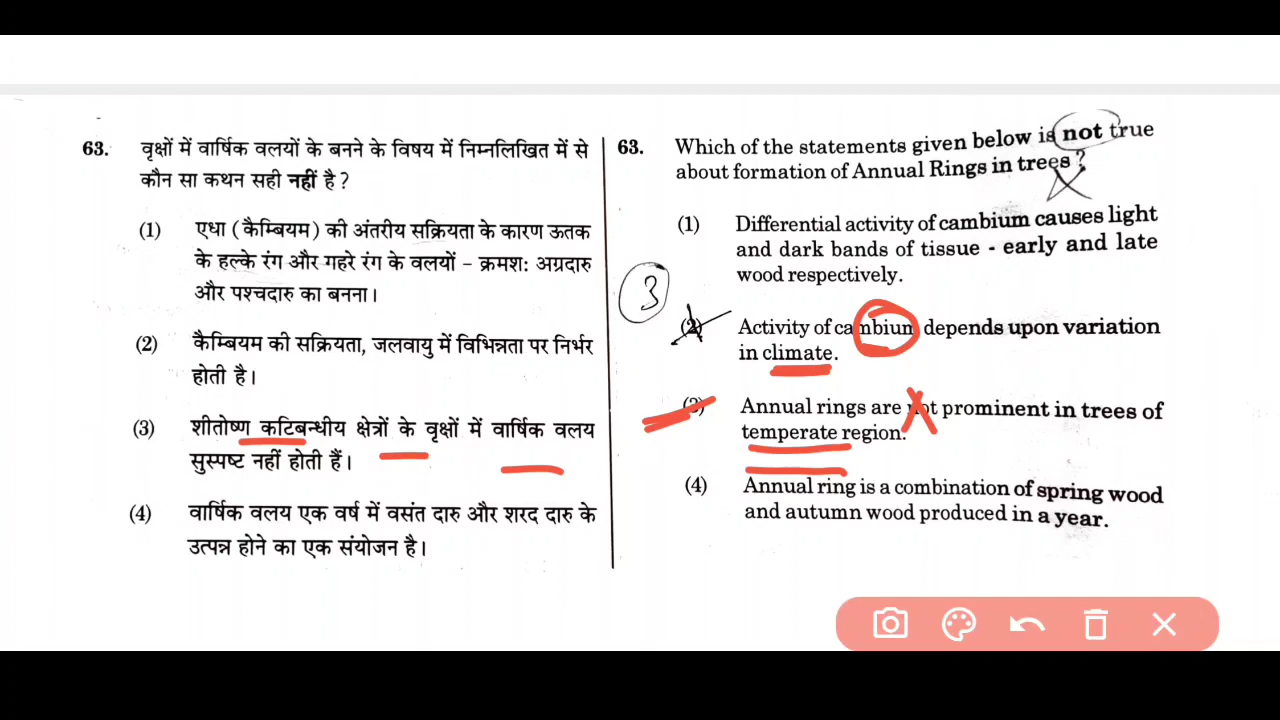 63. वृक्षों में वार्षिक वलयों के बनने के विषय में निम्नलिखित में से
कौन सा कथन सही नहीं है ?
(1) एधा (कैम्बियम) की अंतरीय सक्रियता के कारण ऊतक
के हल्के रंग और गहरे रंग के वलयों - क्रमशः अग्रदारु
और पश्चदारु का बनना।
(2) कैम्बियम की सक्रियता, जलवायु में विभिन्नता पर निर्भर
होती है।
(3) शीतोष्ण कटिबन्धीय क्षेत्रों के वृक्षों में वार्षिक वलय
सुस्पष्ट नहीं होती हैं।
(4) वार्षिक वलय एक वर्ष में वसंत दारु और शरद दारु के
उत्पन्न होने का एक संयोजन है।
63. Which of the statements given below is not true
about formation of Annual Rings in trees ?
(1) Differential activity of cambium causes light
and dark bands of tissue - early and late
wood respectively.
3
(2) Activity of cambium depends upon variation
in climate.
(3) Annual rings are not prominent in trees of
temperate region.
(4) Annual ring is a combination of spring wood
and autumn wood produced in a year.